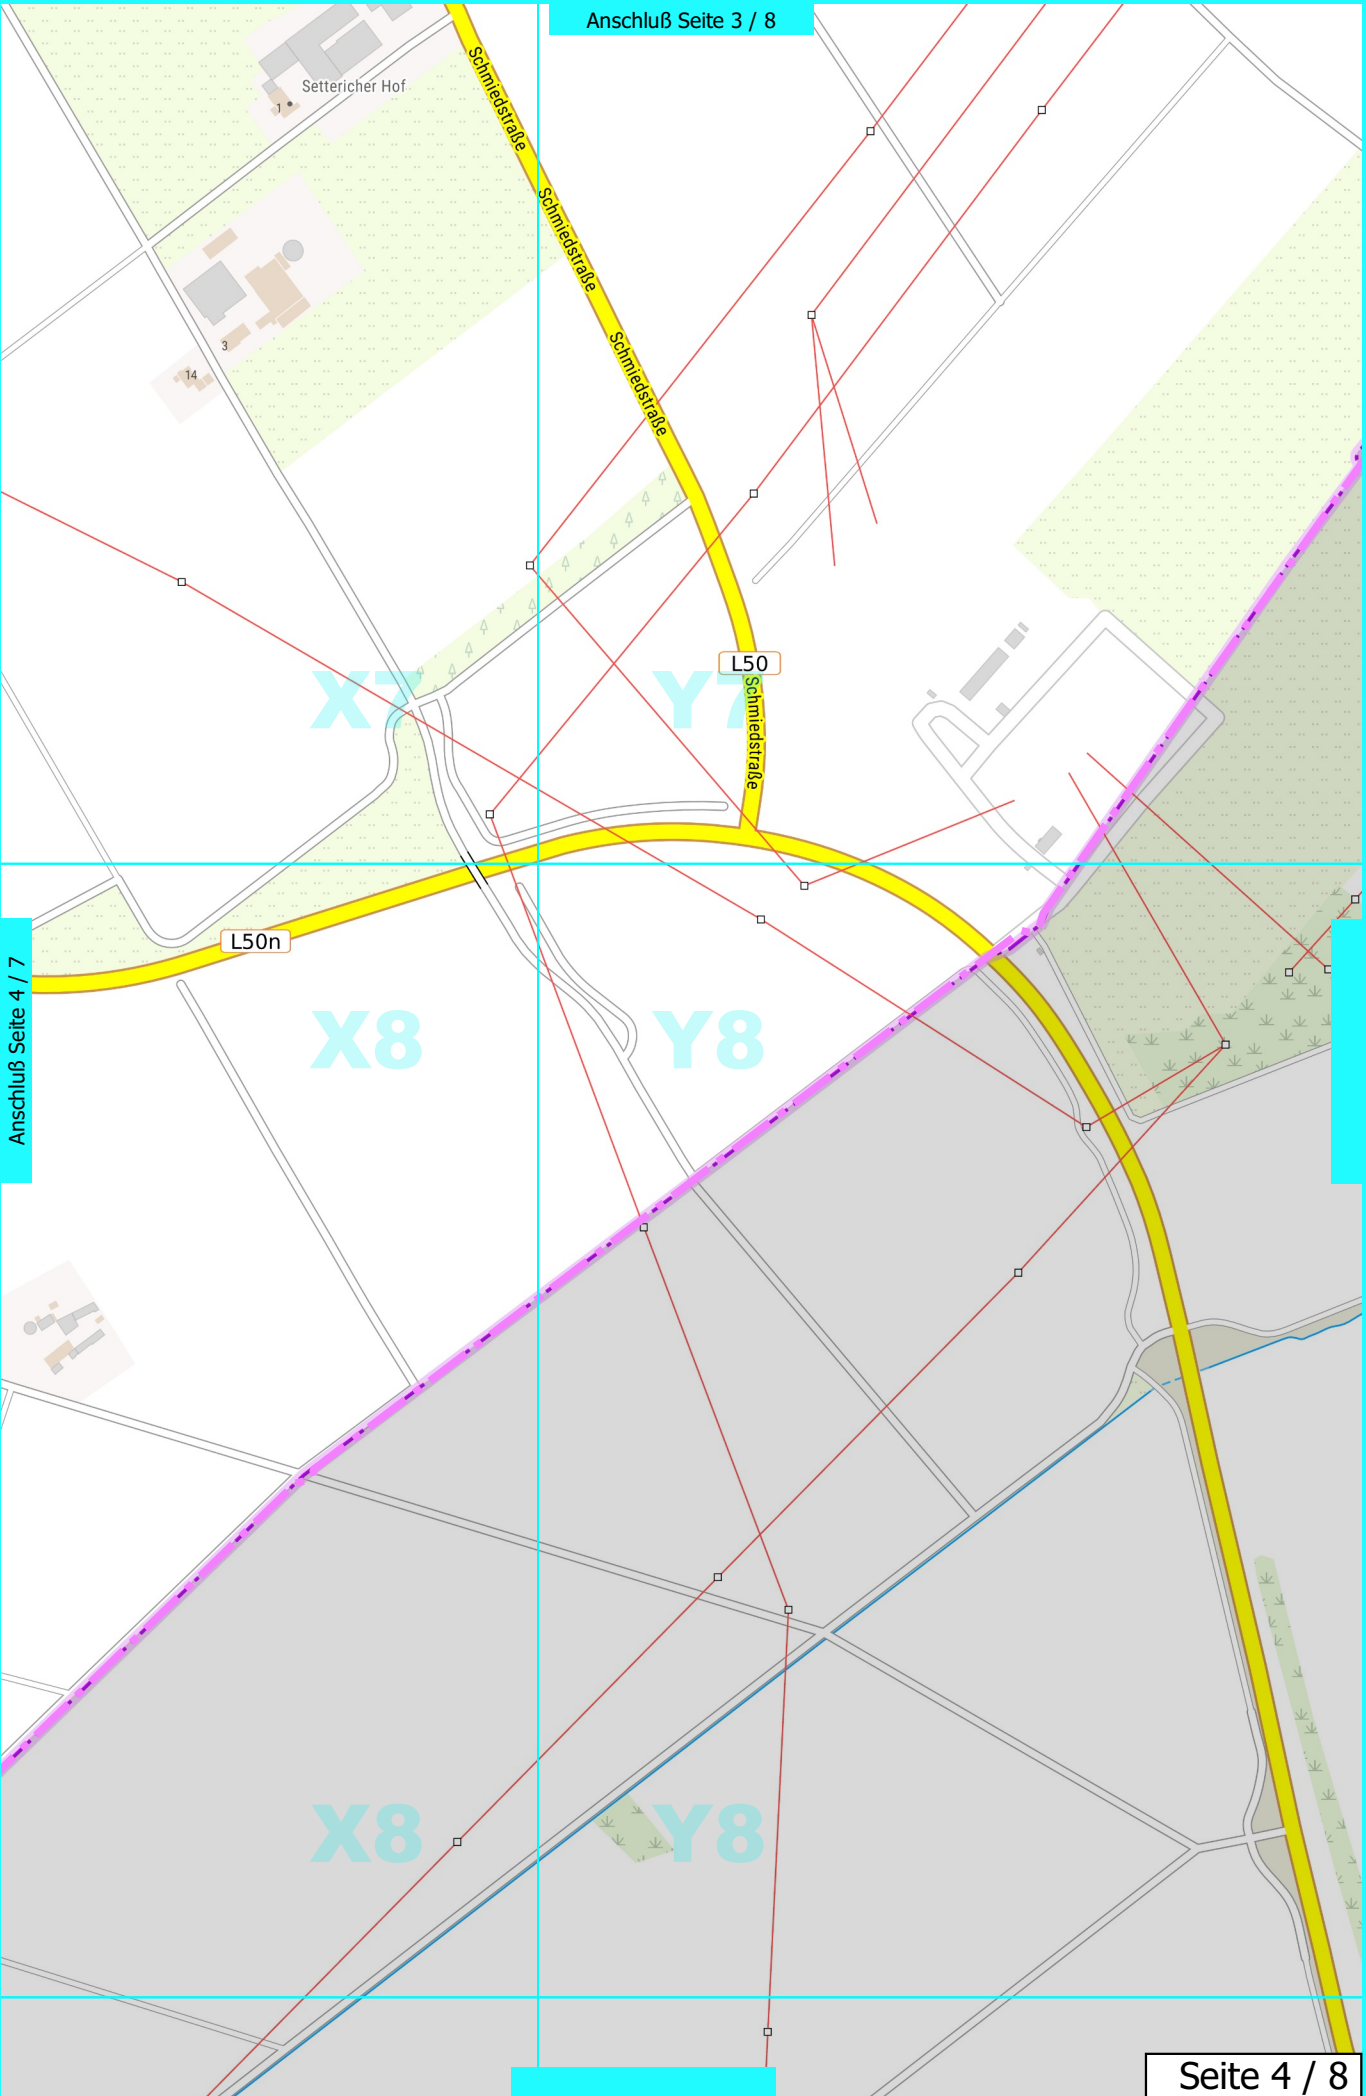 Anschluß Seite 3 / 8
Schmiedstraße
Settericher Hof
1
Schmiedstraße
Schmiedstraße
3
14
L50
X7
Y7
Schmiedstraße
L50n
Anschluß Seite 4 / 7
X8
Y8
X8
Y8
Seite 4 / 8